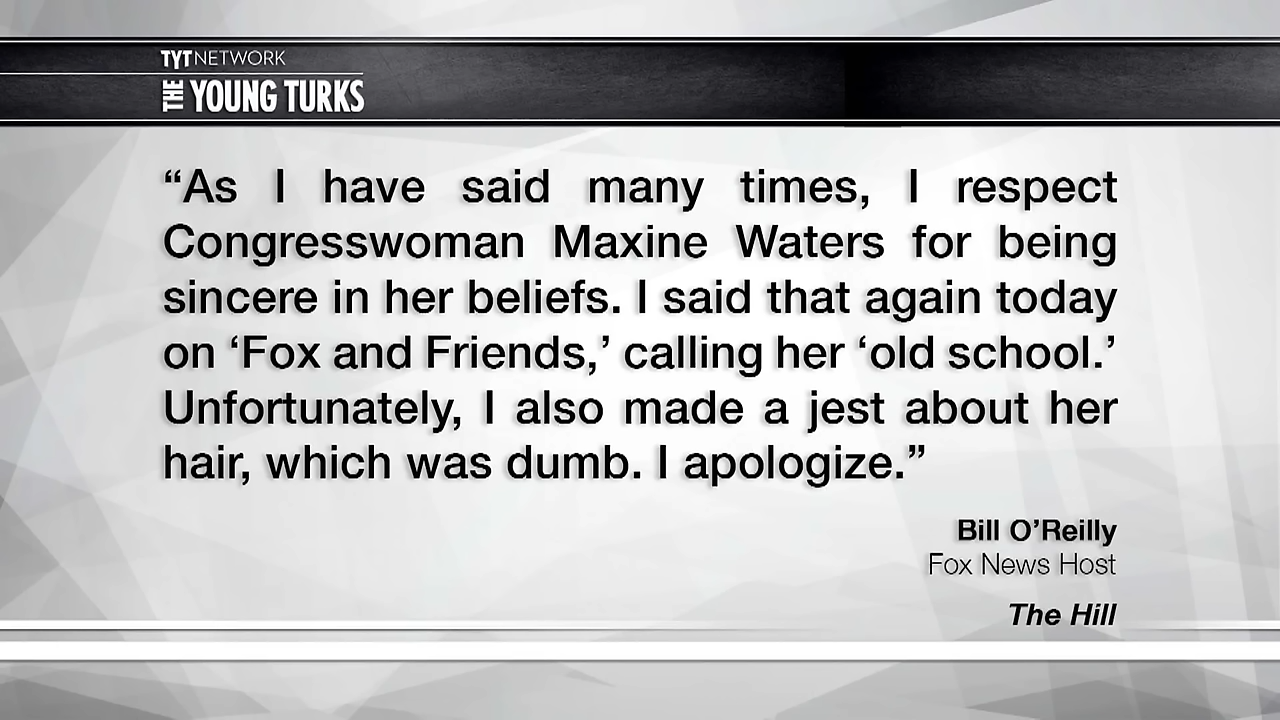 TYT NETWORK
THE YOUNG TURKS
“As I have said many times, I respect
Congresswoman Maxine Waters for being
sincere in her beliefs. I said that again today
on ‘Fox and Friends,’ calling her ‘old school.’
Unfortunately, I also made a jest about her
hair, which was dumb. I apologize.”
Bill O’Reilly
Fox News Host
The Hill